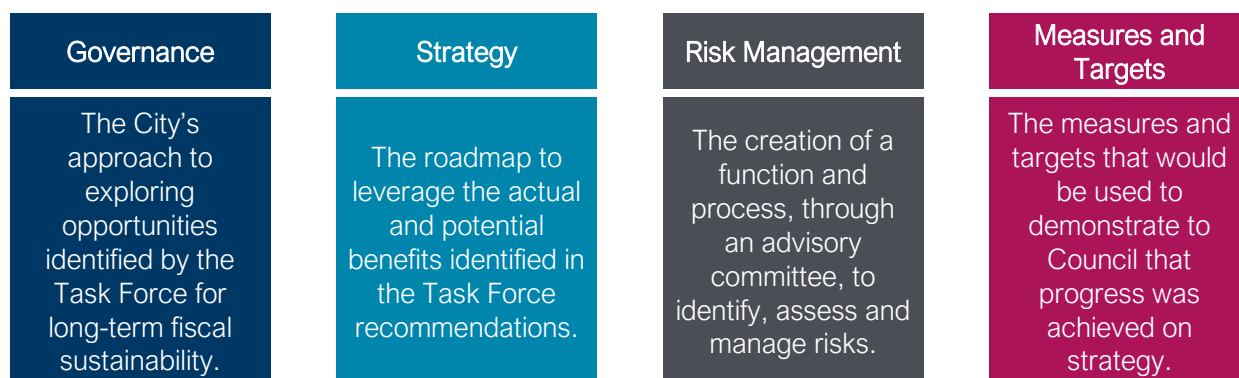 Governance
The City’s
approach to
exploring
opportunities
identified by the
Task Force for
long-term fiscal
sustainability.
Strategy
The roadmap to
leverage the actual
and potential
benefits identified in
the Task Force
recommendations.
Risk Management
The creation of a
function and
process, through
an advisory
committee, to
identify, assess and
manage risks.
Measures and
Targets
The measures and
targets that would
be used to
demonstrate to
Council that
progress was
achieved on
strategy.